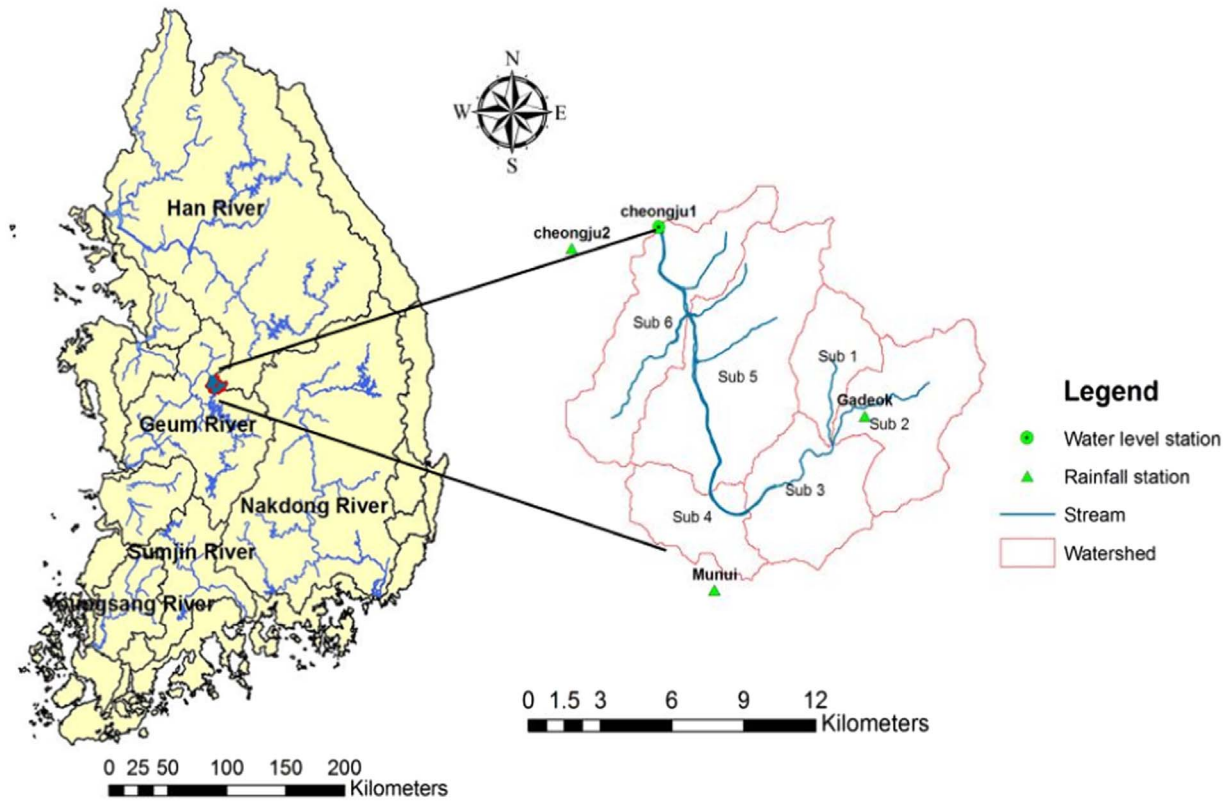 N
W E
S
Han River
Geum River
Nakdong River
Sumjin River
Youngsang River
0 25 50 100 150 200
Kilometers
cheongju1
cheongju2
Sub 6
Sub 5
Sub 1
Gadeok
Sub 2
Sub 3
Sub 4
Munui
0 1.5 3 6 9 12
Kilometers
Legend
Water level station
Rainfall station
Stream
Watershed